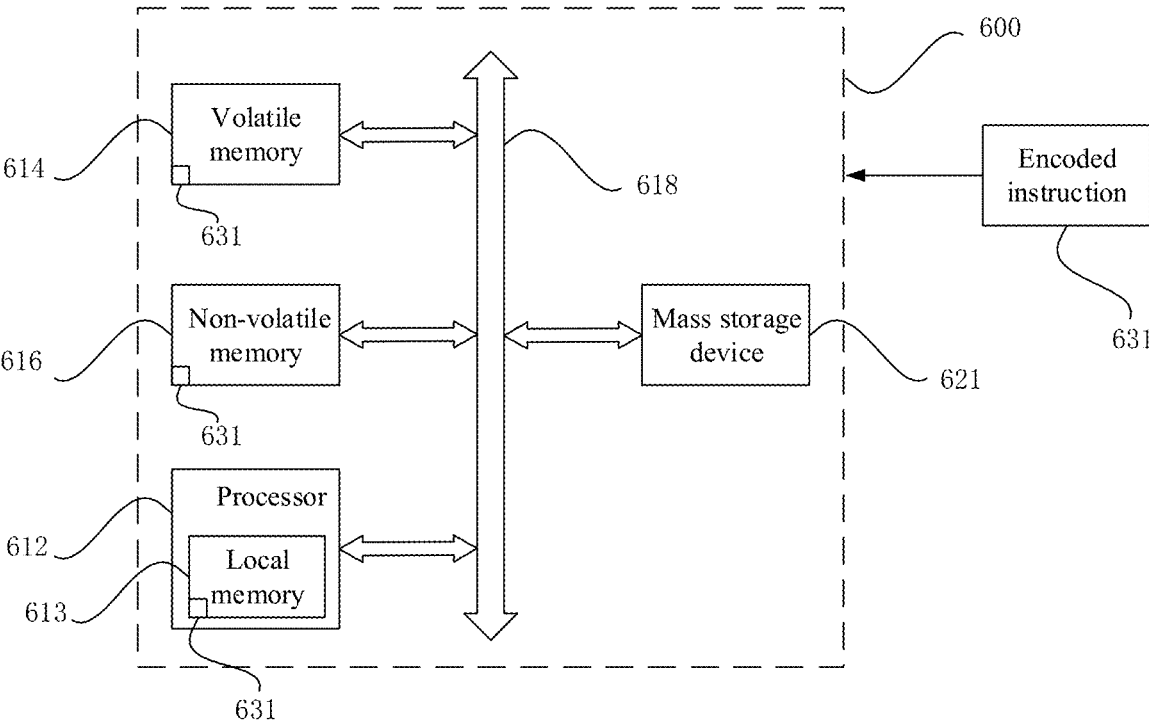 600
Volatile
memory
614
631
618
Encoded
instruction
631
Non-volatile
memory
616
631
Mass storage
device
621
Processor
612
Local
memory
613
631